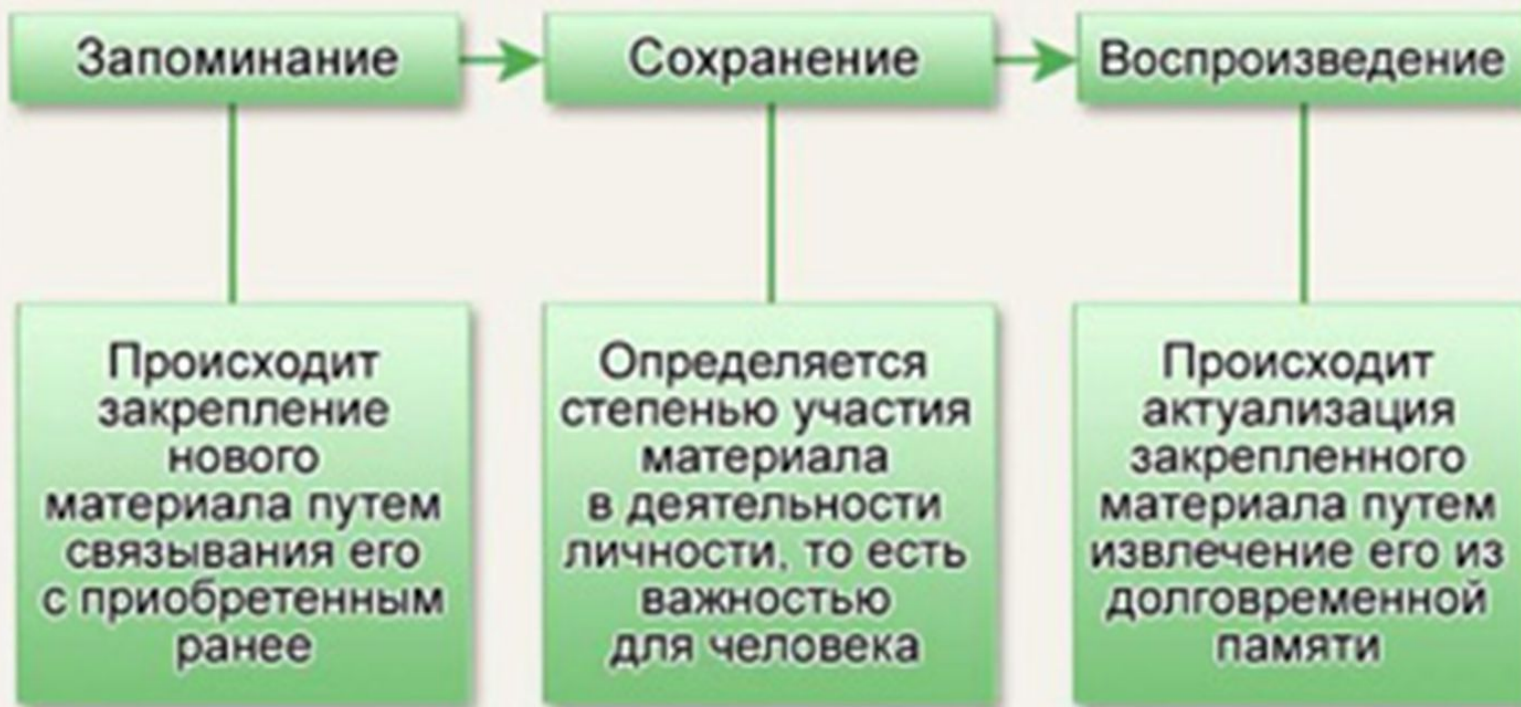 Запоминание
Сохранение
Воспроизведение
Происходит
закрепление
нового
материала путем
связывания его
с приобретенным
ранее
Определяется
степенью участия
материала
в деятельности
личности, то есть
важностью
для человека
Происходит
актуализация
закрепленного
материала путем
извлечение его из
долговременной
памяти